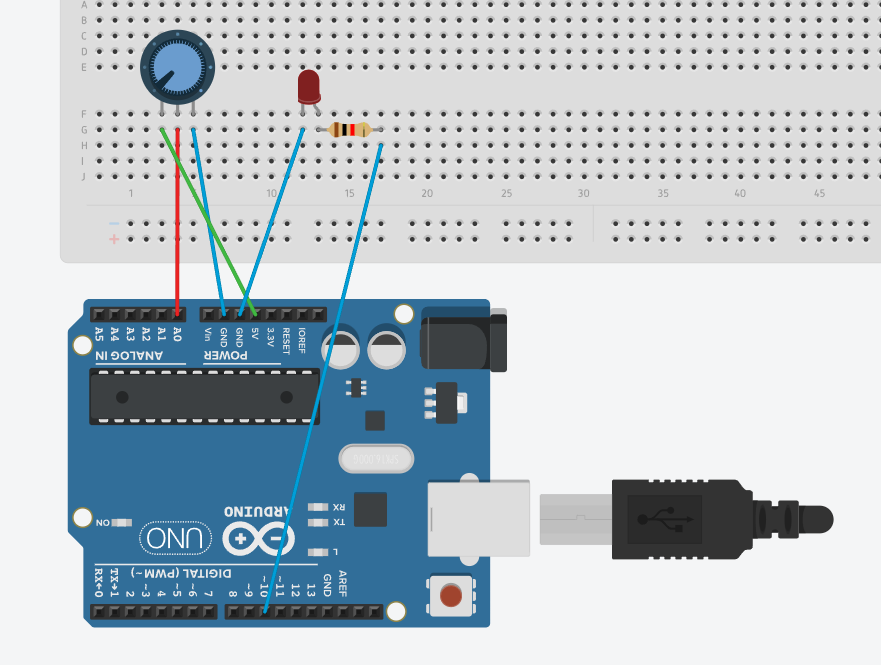 A
B
C
D
E
F
G
H
I
J
1 10 15 20 25 30 35 40 45
− +
A5 A4 A3 A2 A1 A0
ANALOG IN
Vin GND GND 5V 3.3V RESET IOREF
POWER
ON
UNO
ARDUINO
RX
TX
L
DIGITAL (PWM~)
RX←0 TX→1 2 ~3 4 ~5 ~6 7
8 ~9 ~10 ~11 12 13 GND AREF